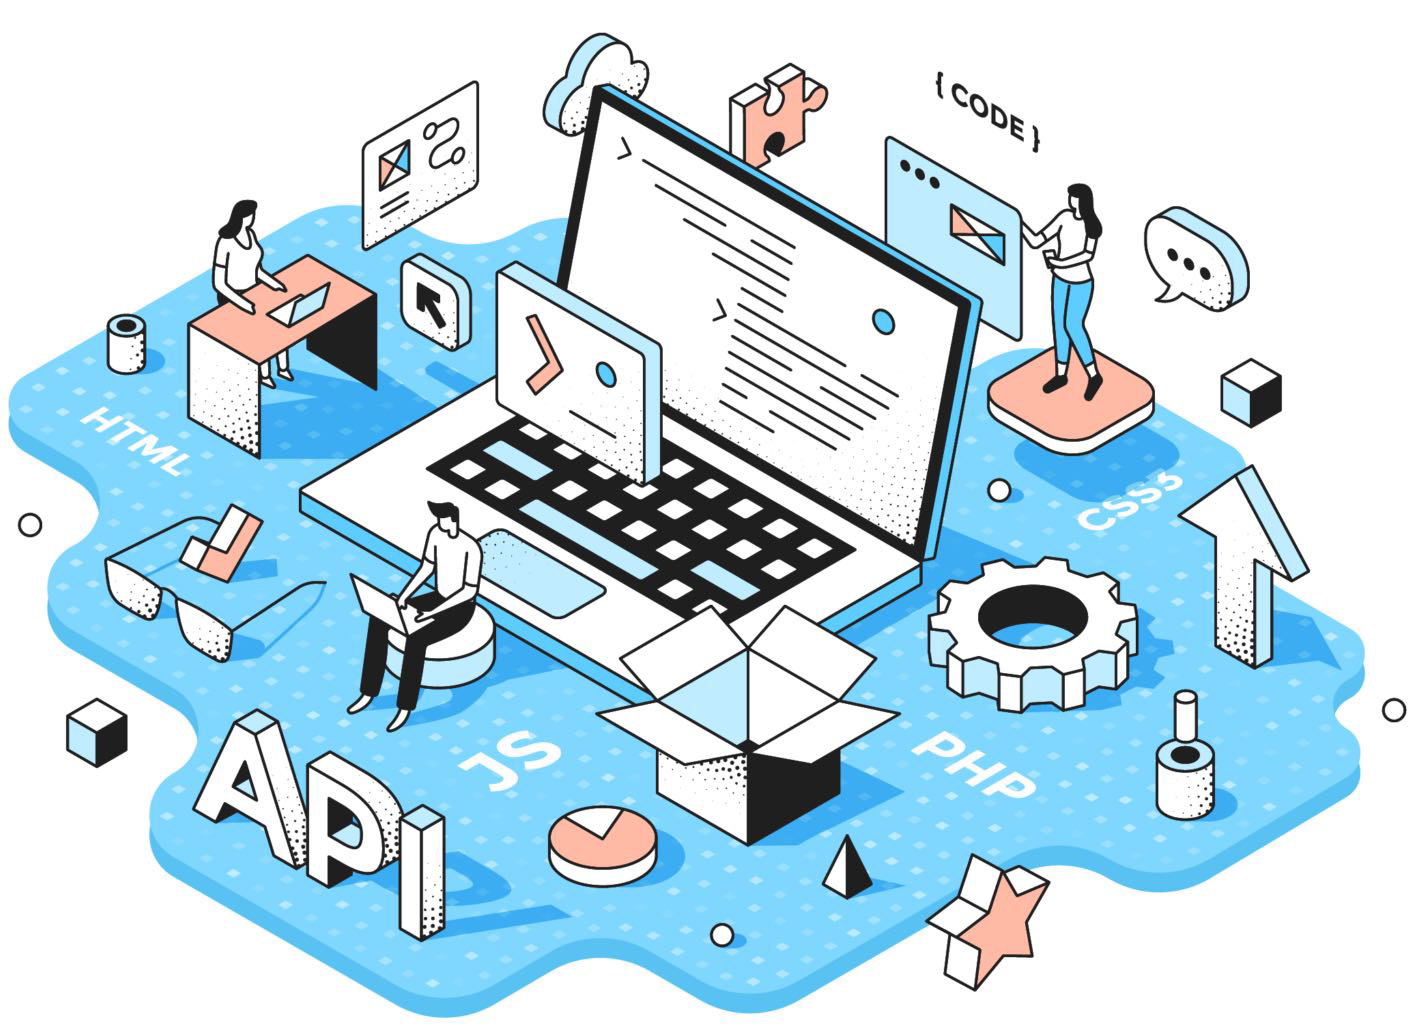 { CODE }
HTML
CSS3
JS
PHP
API